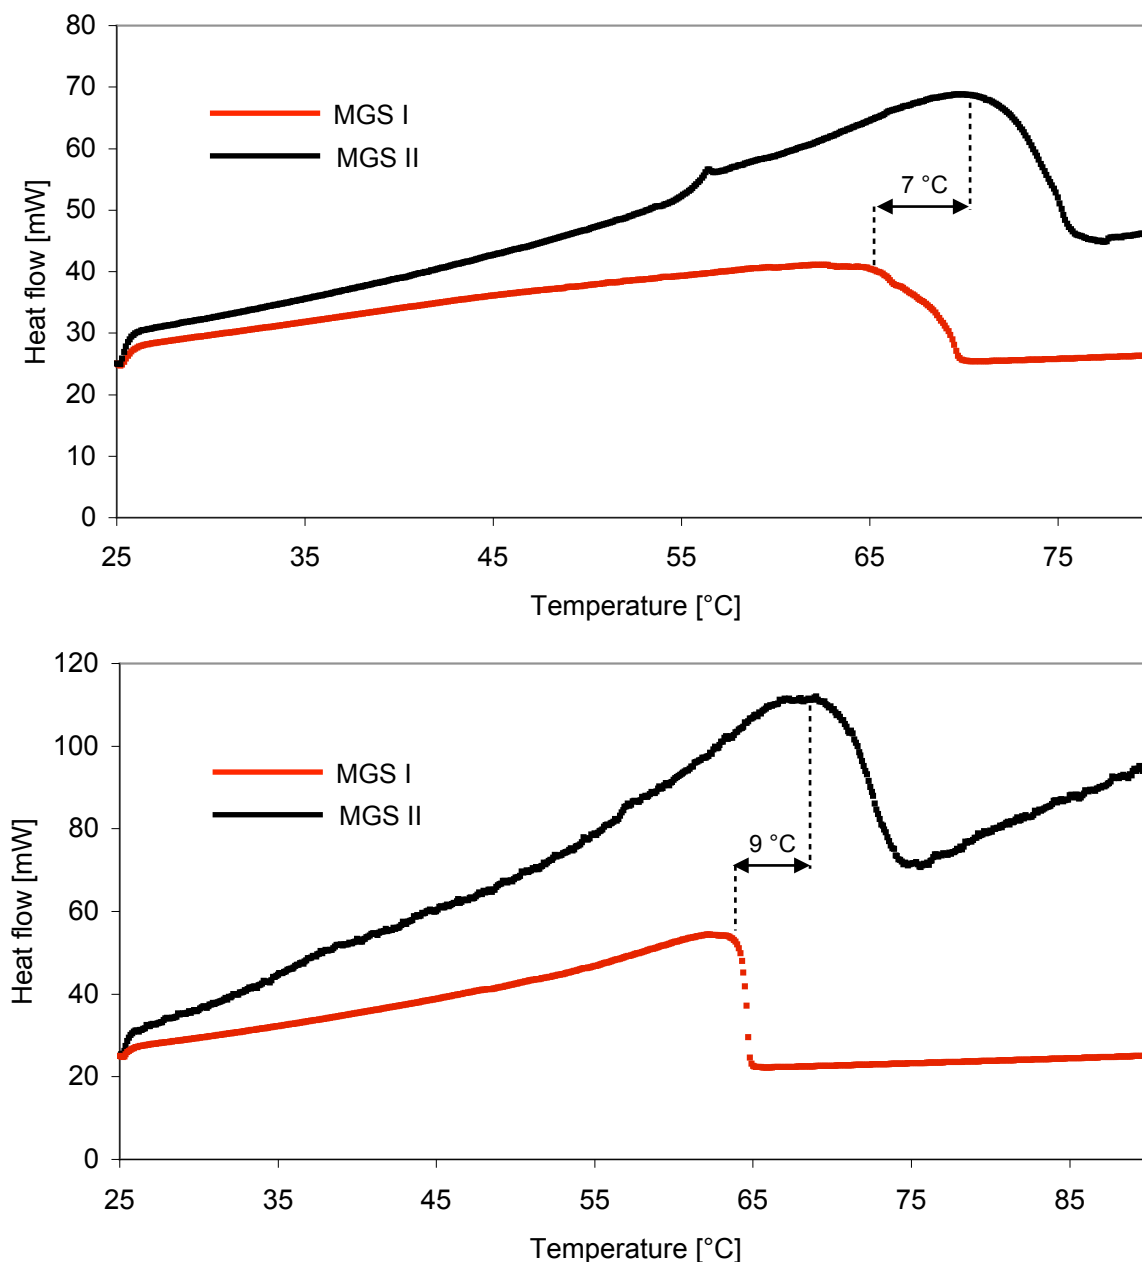 80
70
60
50
40
30
20
10
0
Heat flow [mW]
MGS I
MGS II
7 °C
25 35 45 55 65 75
Temperature [°C]
120
100
80
60
40
20
0
Heat flow [mW]
MGS I
MGS II
9 °C
25 35 45 55 65 75 85
Temperature [°C]